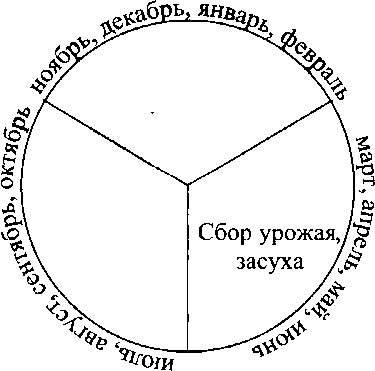 ноябрь, декабрь, январь, февраль
март, апрель, май, июнь
Сбор урожая,
засуха
июль, август, сентябрь, октябрь